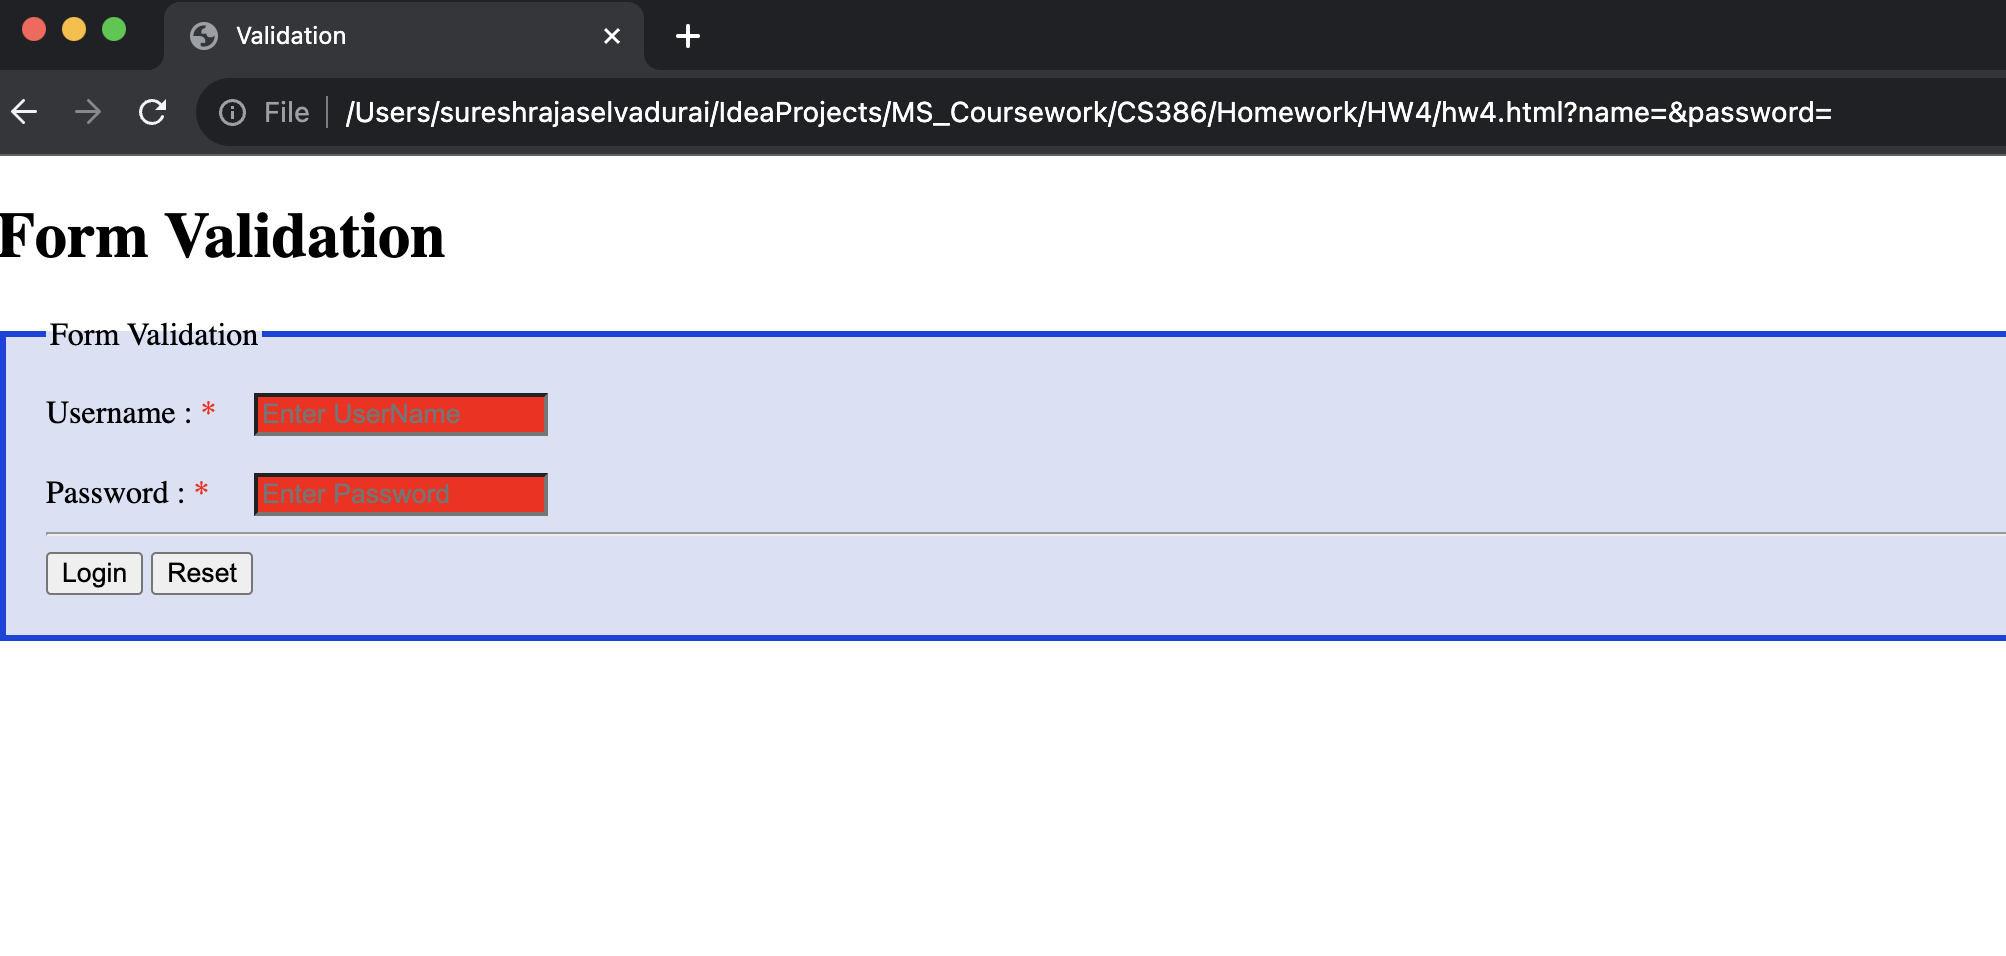 Validation
File /Users/sureshrajaselvadurai/IdeaProjects/MS_Coursework/CS386/Homework/HW4/hw4.html?name=&password=
Form Validation
Form Validation
Username : * Enter UserName
Password : * Enter Password
Login Reset